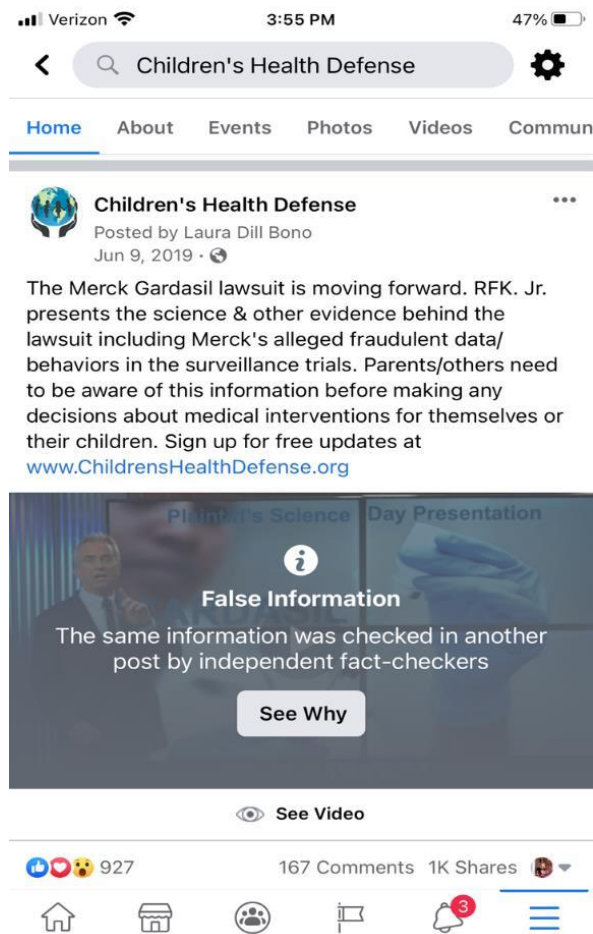 Verizon 3:55 PM 47%
Children's Health Defense
Home About Events Photos Videos Commun
Children's Health Defense
Posted by Laura Dill Bono
Jun 9, 2019 ·
The Merck Gardasil lawsuit is moving forward. RFK. Jr.
presents the science & other evidence behind the
lawsuit including Merck's alleged fraudulent data/
behaviors in the surveillance trials. Parents/others need
to be aware of this information before making any
decisions about medical interventions for themselves or
their children. Sign up for free updates at
www.ChildrensHealthDefense.org
Plaintiff's Science Day Presentation
False Information
The same information was checked in another
post by independent fact-checkers
See Why
See Video
927 167 Comments 1K Shares
3